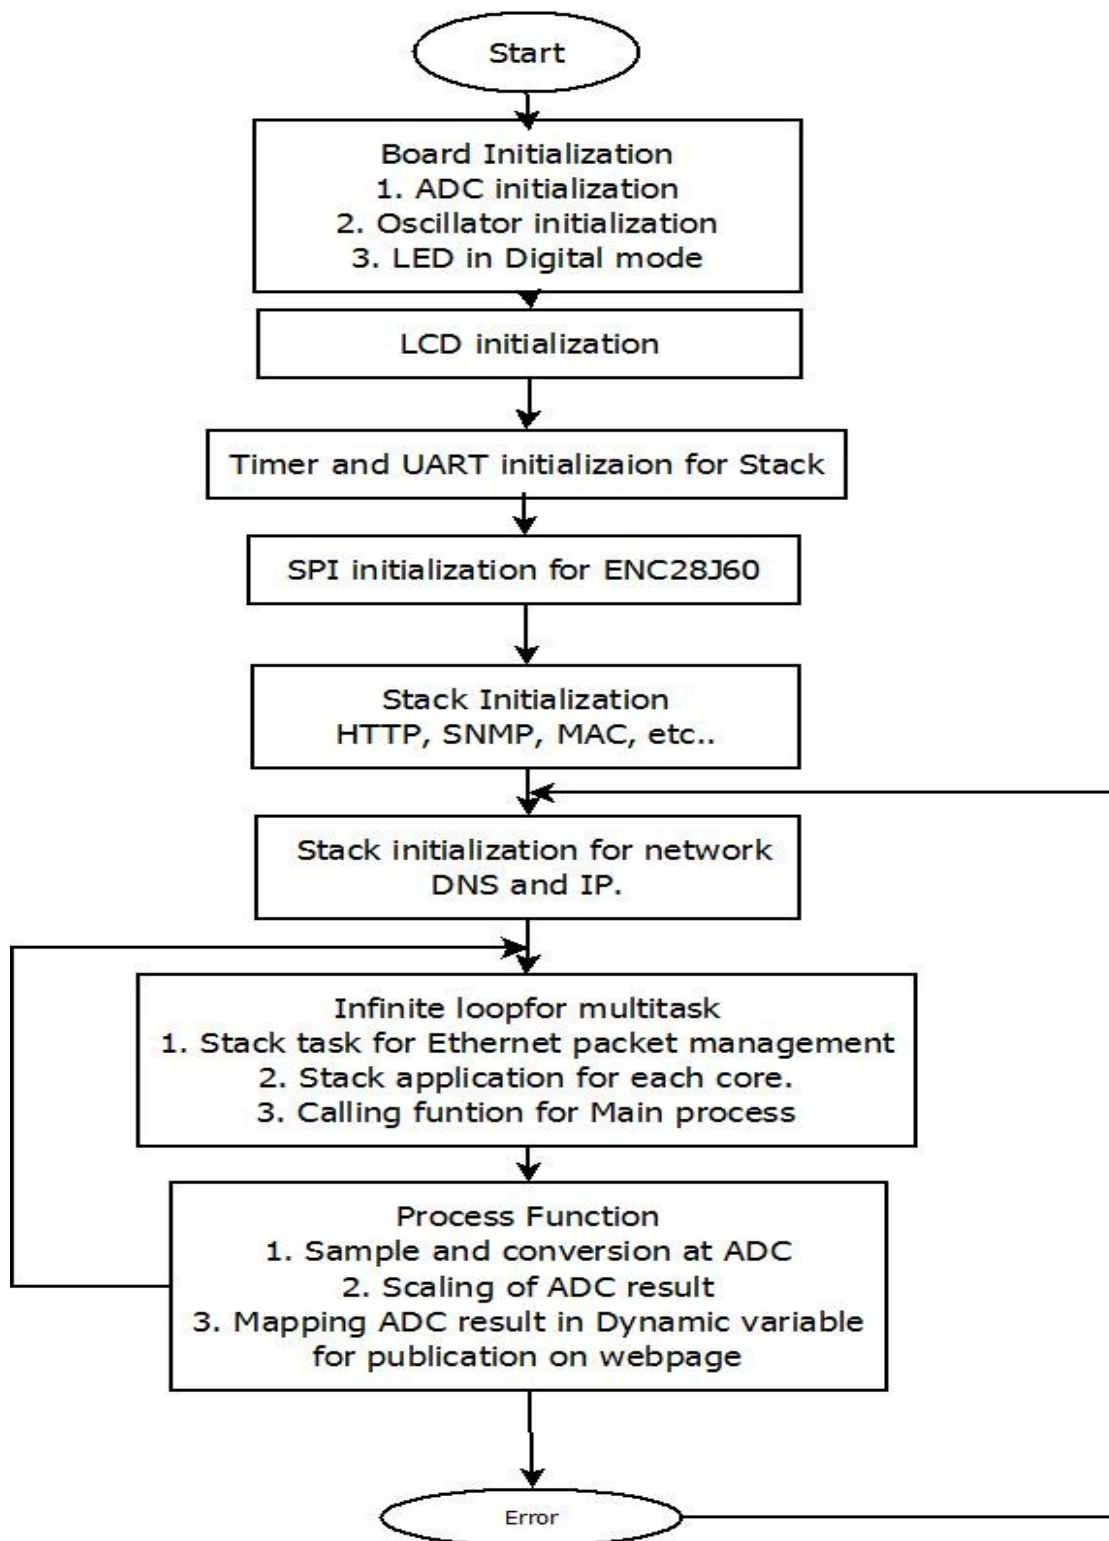 Start
Board Initialization
1. ADC initialization
2. Oscillator initialization
3. LED in Digital mode
LCD initialization
Timer and UART initializaion for Stack
SPI initialization for ENC28J60
Stack Initialization
HTTP, SNMP, MAC, etc..
Stack initialization for network
DNS and IP.
Infinite loopfor multitask
1. Stack task for Ethernet packet management
2. Stack application for each core.
3. Calling funtion for Main process
Process Function
1. Sample and conversion at ADC
2. Scaling of ADC result
3. Mapping ADC result in Dynamic variable
for publication on webpage
Error